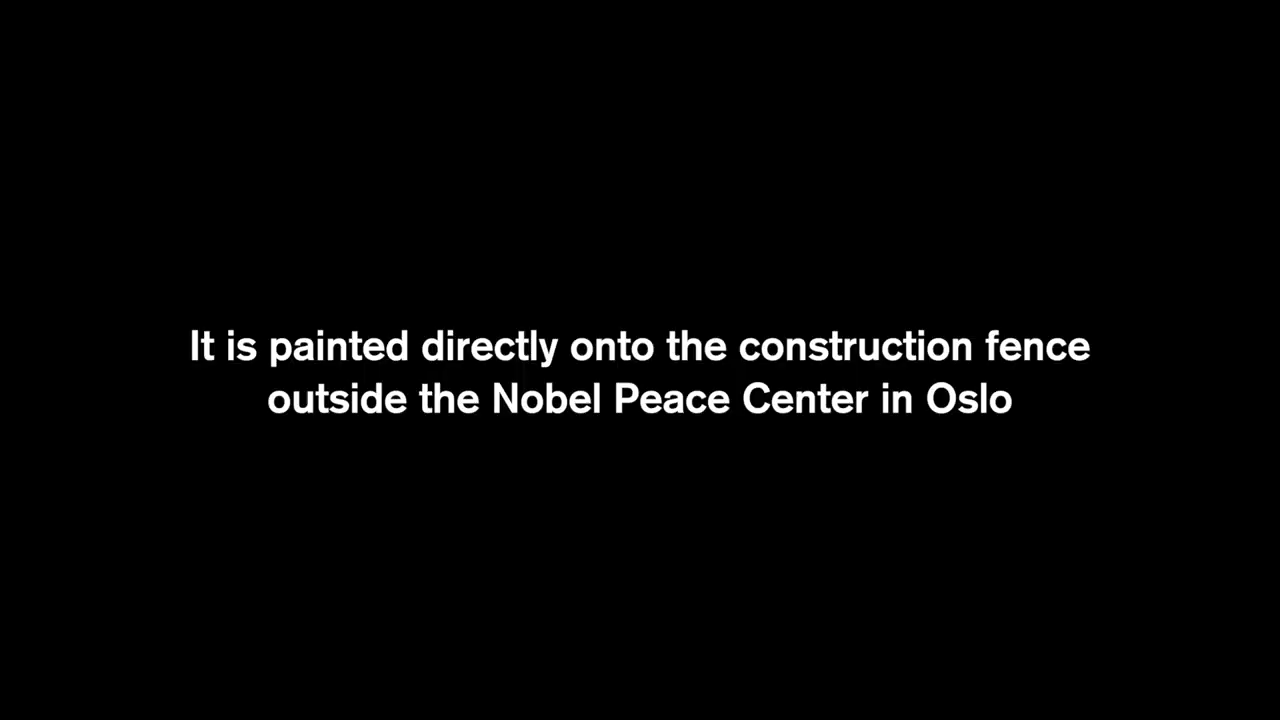 It is painted directly onto the construction fence
outside the Nobel Peace Center in Oslo